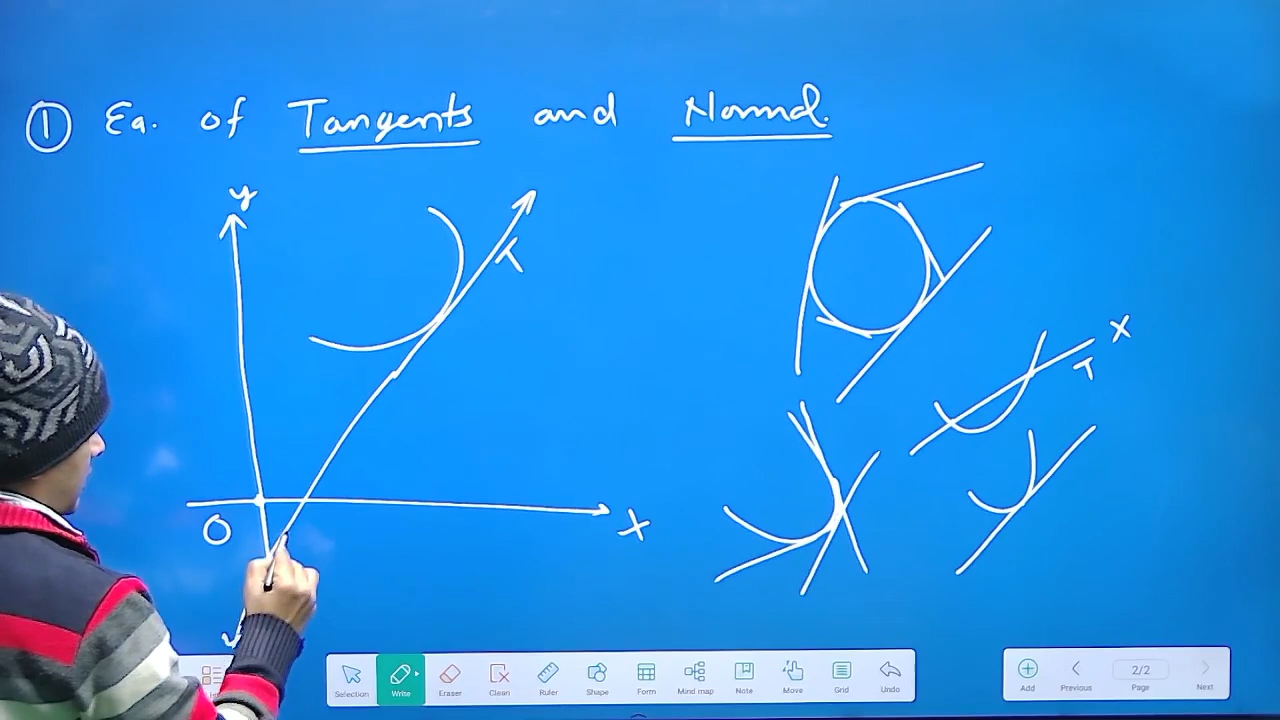 ① Eq. of Tangents and Normal.
y
T
X
T
O
X
Selection Write Eraser Clean Ruler Shape Form Mind map Note Move Grid Undo
Add Previous 2/2 Page Next